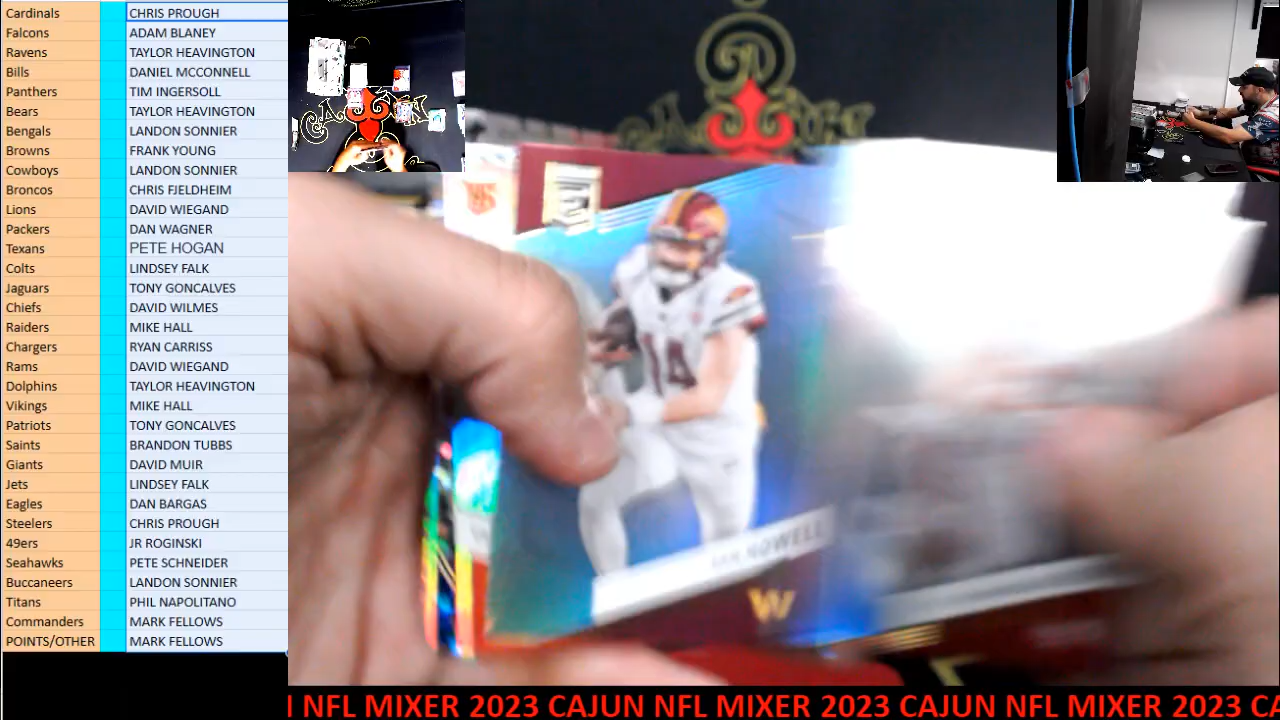 Cardinals CHRIS PROUGH
Falcons ADAM BLANEY
Ravens TAYLOR HEAVINGTON
Bills DANIEL MCCONNELL
Panthers TIM INGERSOLL
Bears TAYLOR HEAVINGTON
Bengals LANDON SONNIER
Browns FRANK YOUNG
Cowboys LANDON SONNIER
Broncos CHRIS FJELDHEIM
Lions DAVID WIEGAND
Packers DAN WAGNER
Texans PETE HOGAN
Colts LINDSEY FALK
Jaguars TONY GONCALVES
Chiefs DAVID WILMES
Raiders MIKE HALL
Chargers RYAN CARRISS
Rams DAVID WIEGAND
Dolphins TAYLOR HEAVINGTON
Vikings MIKE HALL
Patriots TONY GONCALVES
Saints BRANDON TUBBS
Giants DAVID MUIR
Jets LINDSEY FALK
Eagles DAN BARGAS
Steelers CHRIS PROUGH
49ers JR ROGINSKI
Seahawks PETE SCHNEIDER
Buccaneers LANDON SONNIER
Titans PHIL NAPOLITANO
Commanders MARK FELLOWS
POINTS/OTHER MARK FELLOWS
14
HOWELL
W
NFL MIXER 2023 CAJUN NFL MIXER 2023 CAJUN NFL MIXER 2023